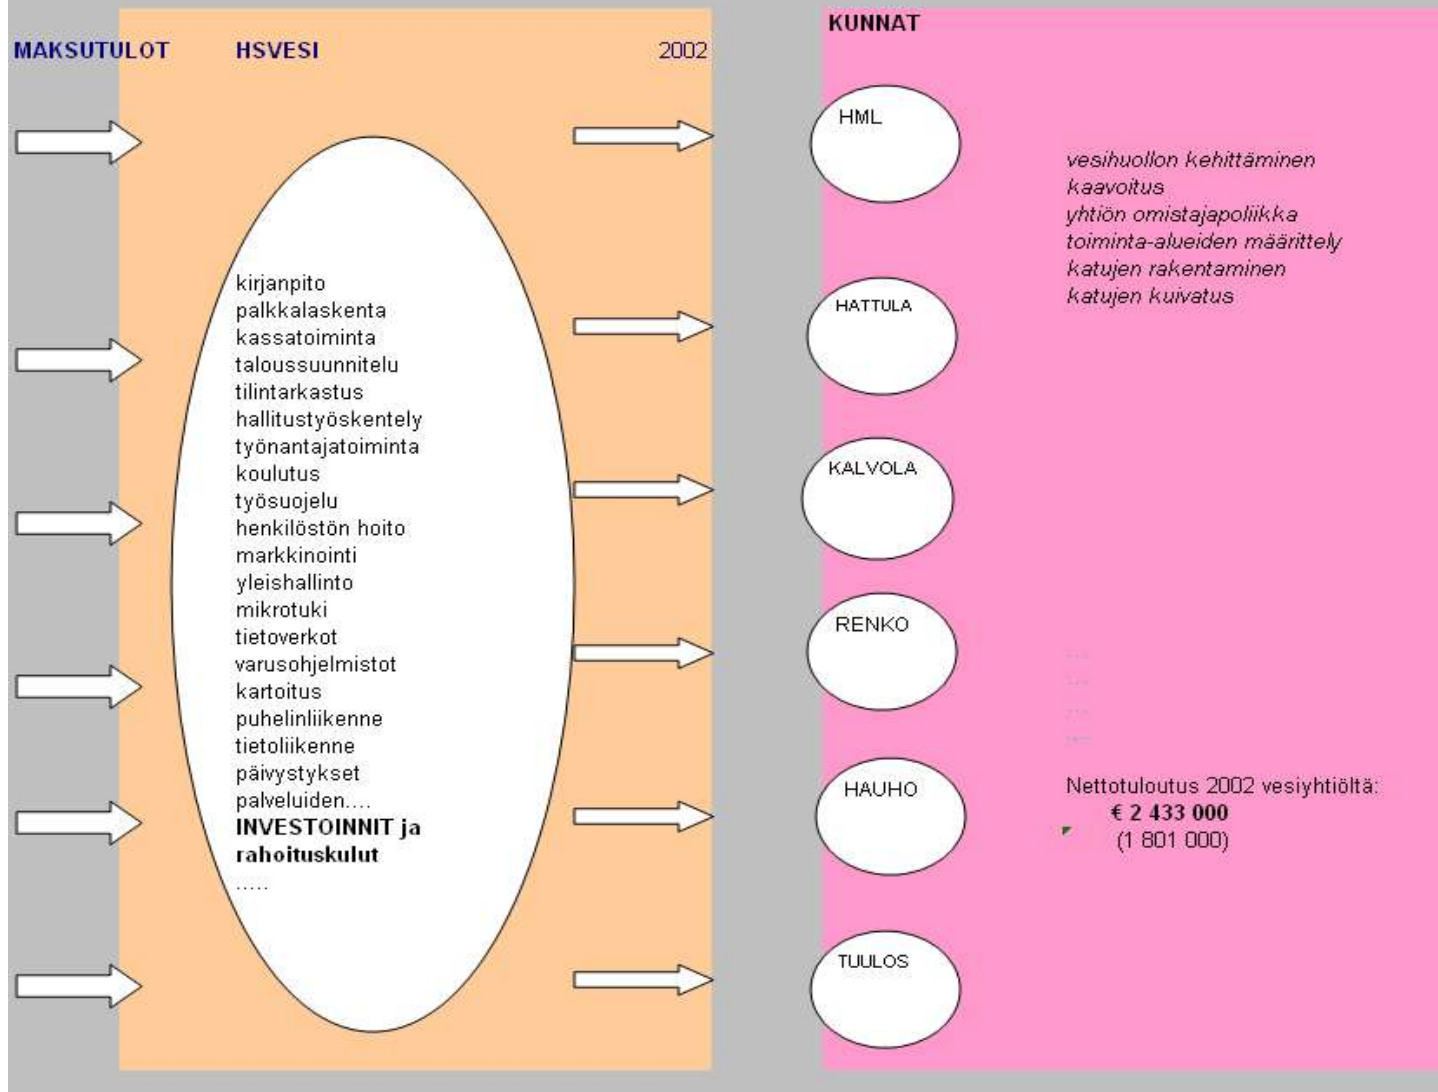 MAKSUTULOT
HSVESI
2002
kirjanpito
palkkalaskenta
kassatoiminta
taloussuunnitelu
tilintarkastus
hallitustyöskentely
työnantajatoiminta
koulutus
työsuojelu
henkilöstön hoito
markkinointi
yleishallinto
mikrotuki
tietoverkot
varusohjelmistot
kartoitus
puhelinliikenne
tietoliikenne
päivystykset
palveluiden....
INVESTOINNIT ja
rahoituskulut
.....
KUNNAT
HML
HATTULA
KALVOLA
RENKO
HAUHO
TUULOS
vesihuollon kehittäminen
kaavoitus
yhtiön omistajapoliikka
toiminta-alueiden määrittely
katujen rakentaminen
katujen kuivatus
....
....
....
....
Nettotuloutus 2002 vesiyhtiöltä:
€ 2 433 000
(1 801 000)